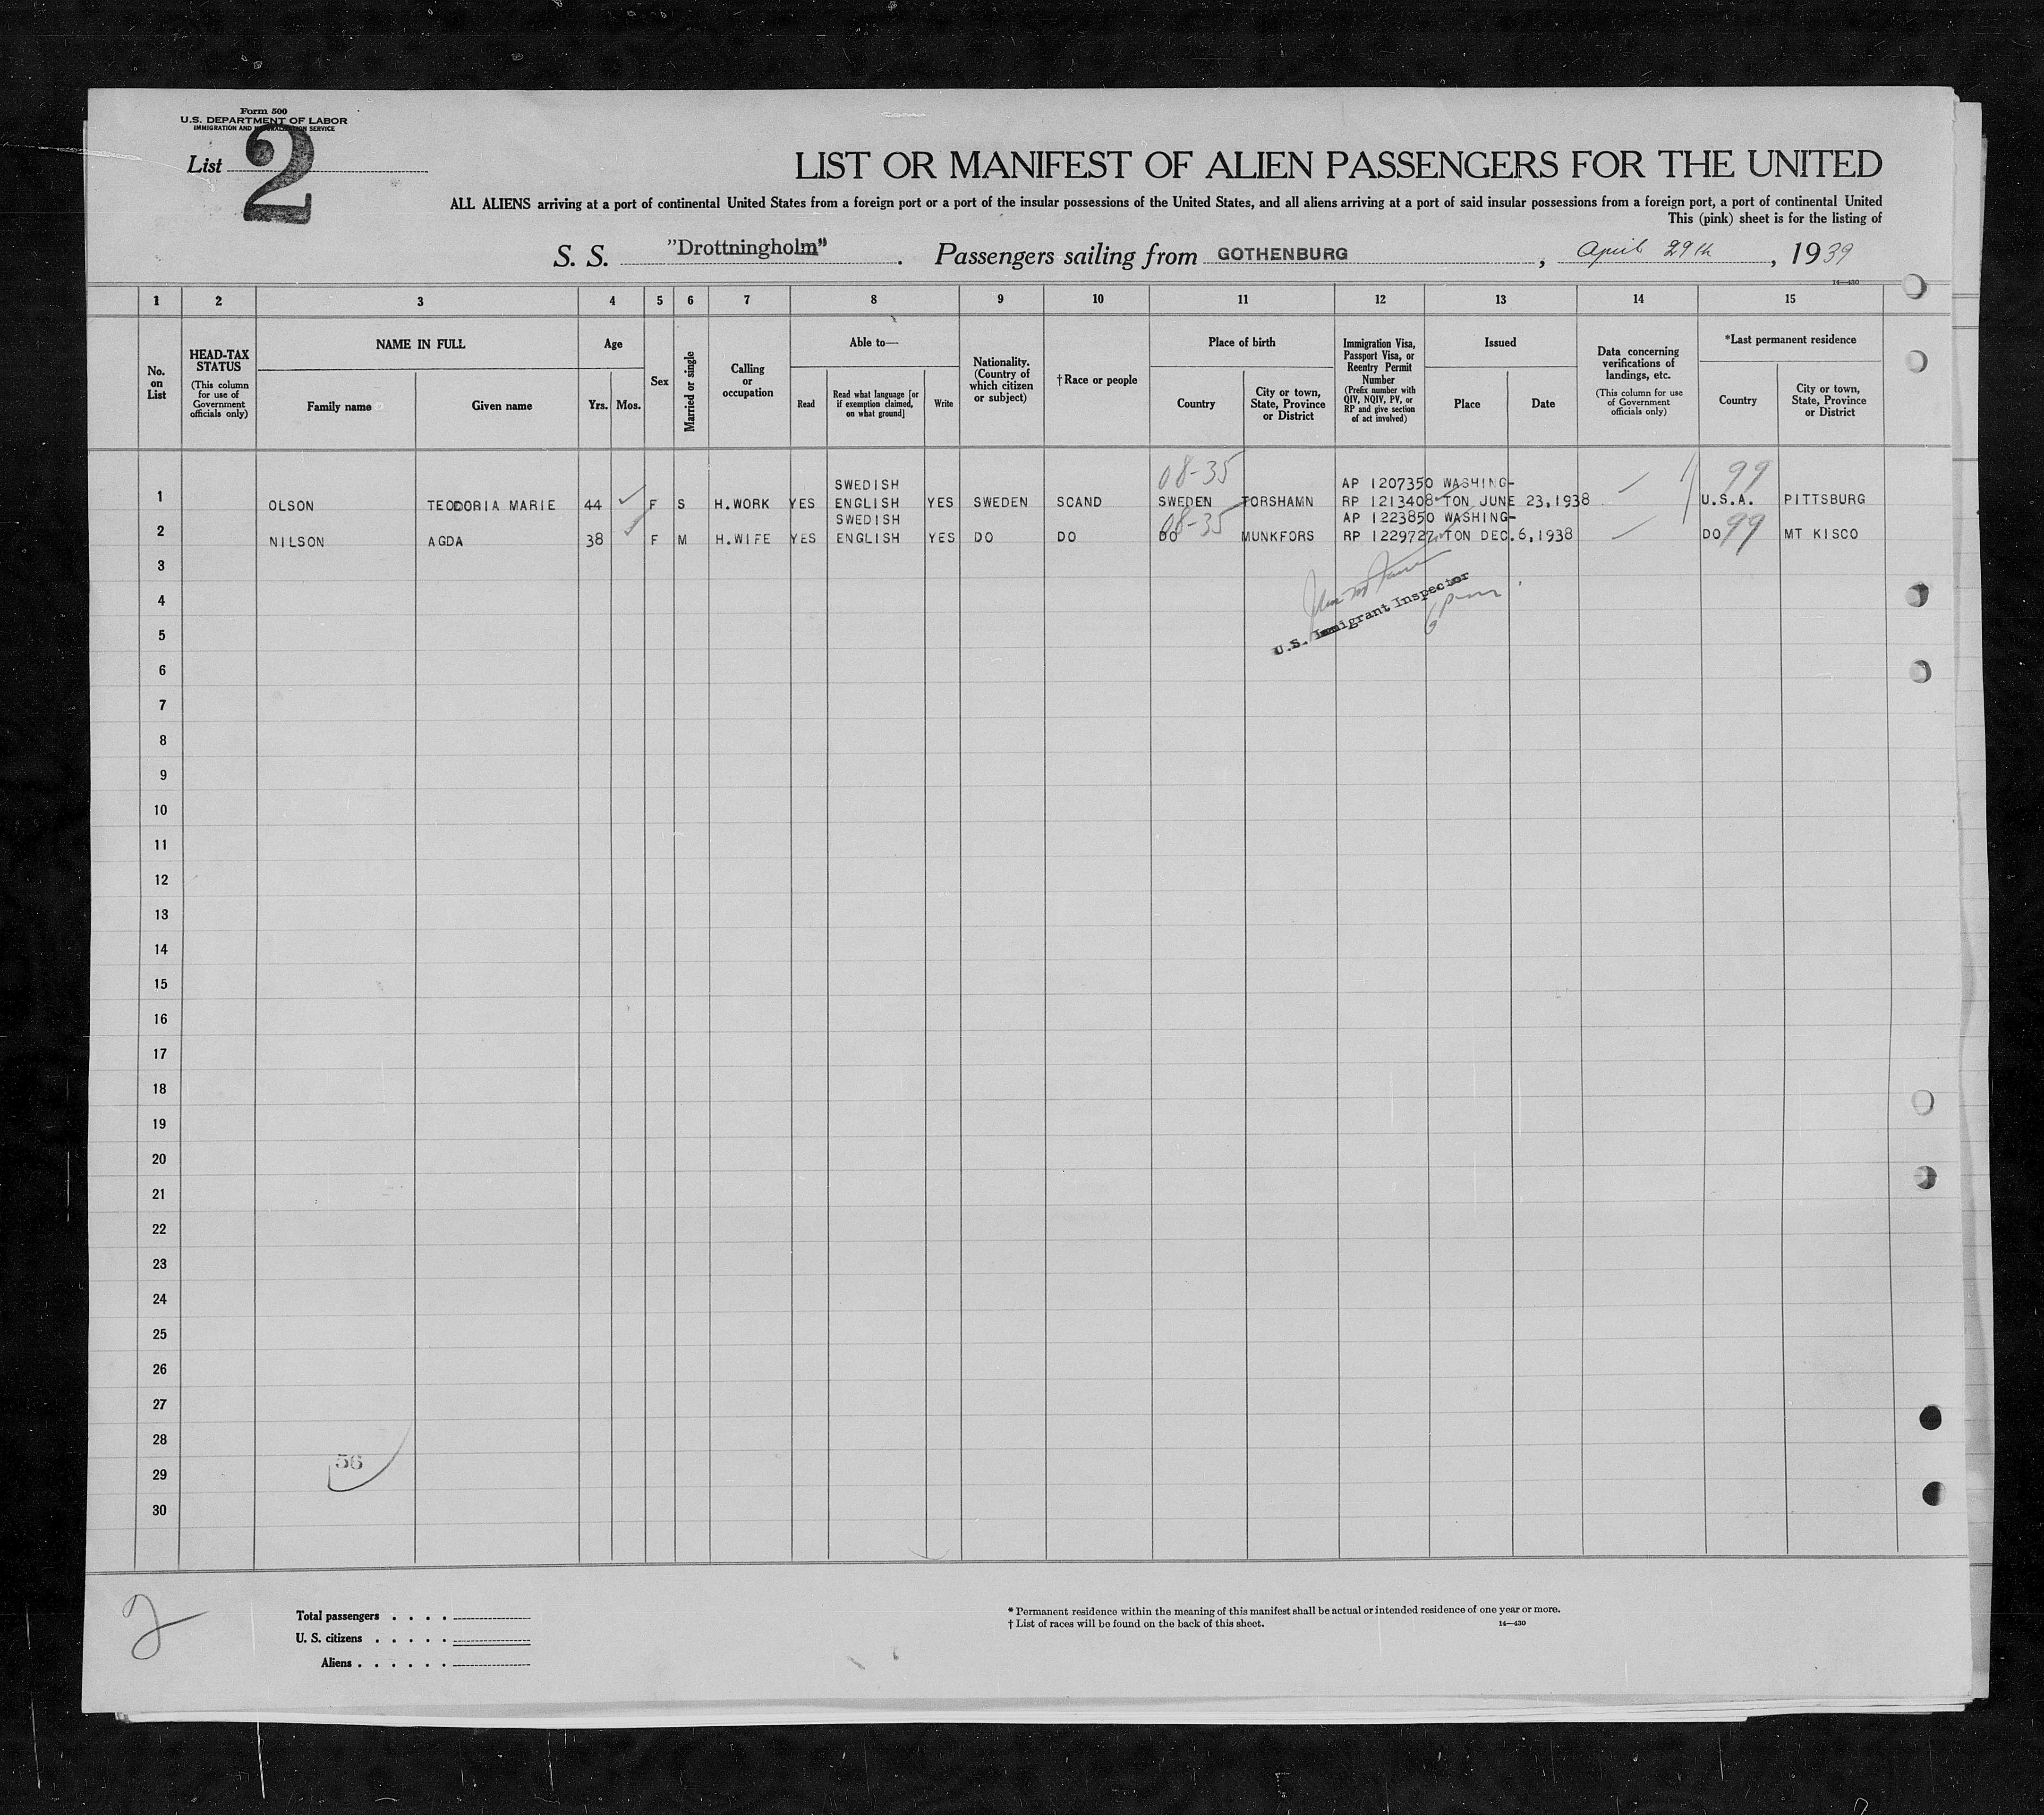 Form 500
U.S. DEPARTMENT OF LABOR
IMMIGRATION AND NATURALIZATION SERVICE
List 2
LIST OR MANIFEST OF ALIEN PASSENGERS FOR THE UNITED
ALL ALIENS arriving at a port of continental United States from a foreign port or a port of the insular possessions of the United States, and all aliens arriving at a port of said insular possessions from a foreign port, a port of continental United
This (pink) sheet is for the listing of
S. S. "Drottningholm". Passengers sailing from GOTHENBURG, April 29th, 1939
14—430
1 2 3 4 5 6 7 8 9 10 11 12 13 14 15
No. on List
HEAD-TAX STATUS
(This column for use of Government officials only)
NAME IN FULL
Family name
Given name
Age
Yrs. Mos.
Sex
Married or single
Calling or occupation
Able to—
Read
Read what language [or if exemption claimed, on what ground]
Write
Nationality. (Country of which citizen or subject)
†Race or people
Place of birth
Country
City or town, State, Province or District
Immigration Visa, Passport Visa, or Reentry Permit Number
(Prefix number with QIV, NQIV, PV, or RP and give section of act involved)
Issued
Place
Date
Data concerning verifications of landings, etc.
(This column for use of Government officials only)
*Last permanent residence
Country
City or town, State, Province or District
08-35 99
SWEDISH AP 1207350 WASHING-
1 OLSON TEODORIA MARIE 44 F S H.WORK YES ENGLISH YES SWEDEN SCAND SWEDEN TORSHAMN RP 1213408 TON JUNE 23,1938 U.S.A. PITTSBURG
SWEDISH 08-35 AP 1223850 WASHING- 99
2 NILSON AGDA 38 F M H.WIFE YES ENGLISH YES DO DO DO MUNKFORS RP 1229727 TON DEC.6,1938 DO MT KISCO
3
4
U.S. Immigrant Inspector
5
6
7
8
9
10
11
12
13
14
15
16
17
18
19
20
21
22
23
24
25
26
27
28
56
29
30
2
Total passengers . . . .
U. S. citizens . . . . .
Aliens . . . . . .
* Permanent residence within the meaning of this manifest shall be actual or intended residence of one year or more.
† List of races will be found on the back of this sheet. 14—430